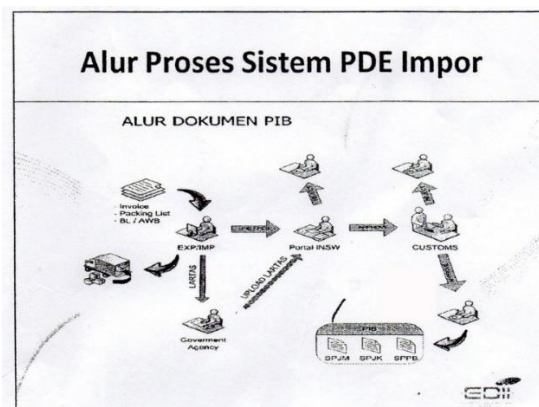 Alur Proses Sistem PDE Impor
ALUR DOKUMEN PIB
- Invoice
- Packing List
- BL / AWB
EXP/IMP
Portal INSW
CUSTOMS
LARTAS
UPLOAD LARTAS
Goverment
Agency
PIB
SPJM SPJK SPPB
EDII